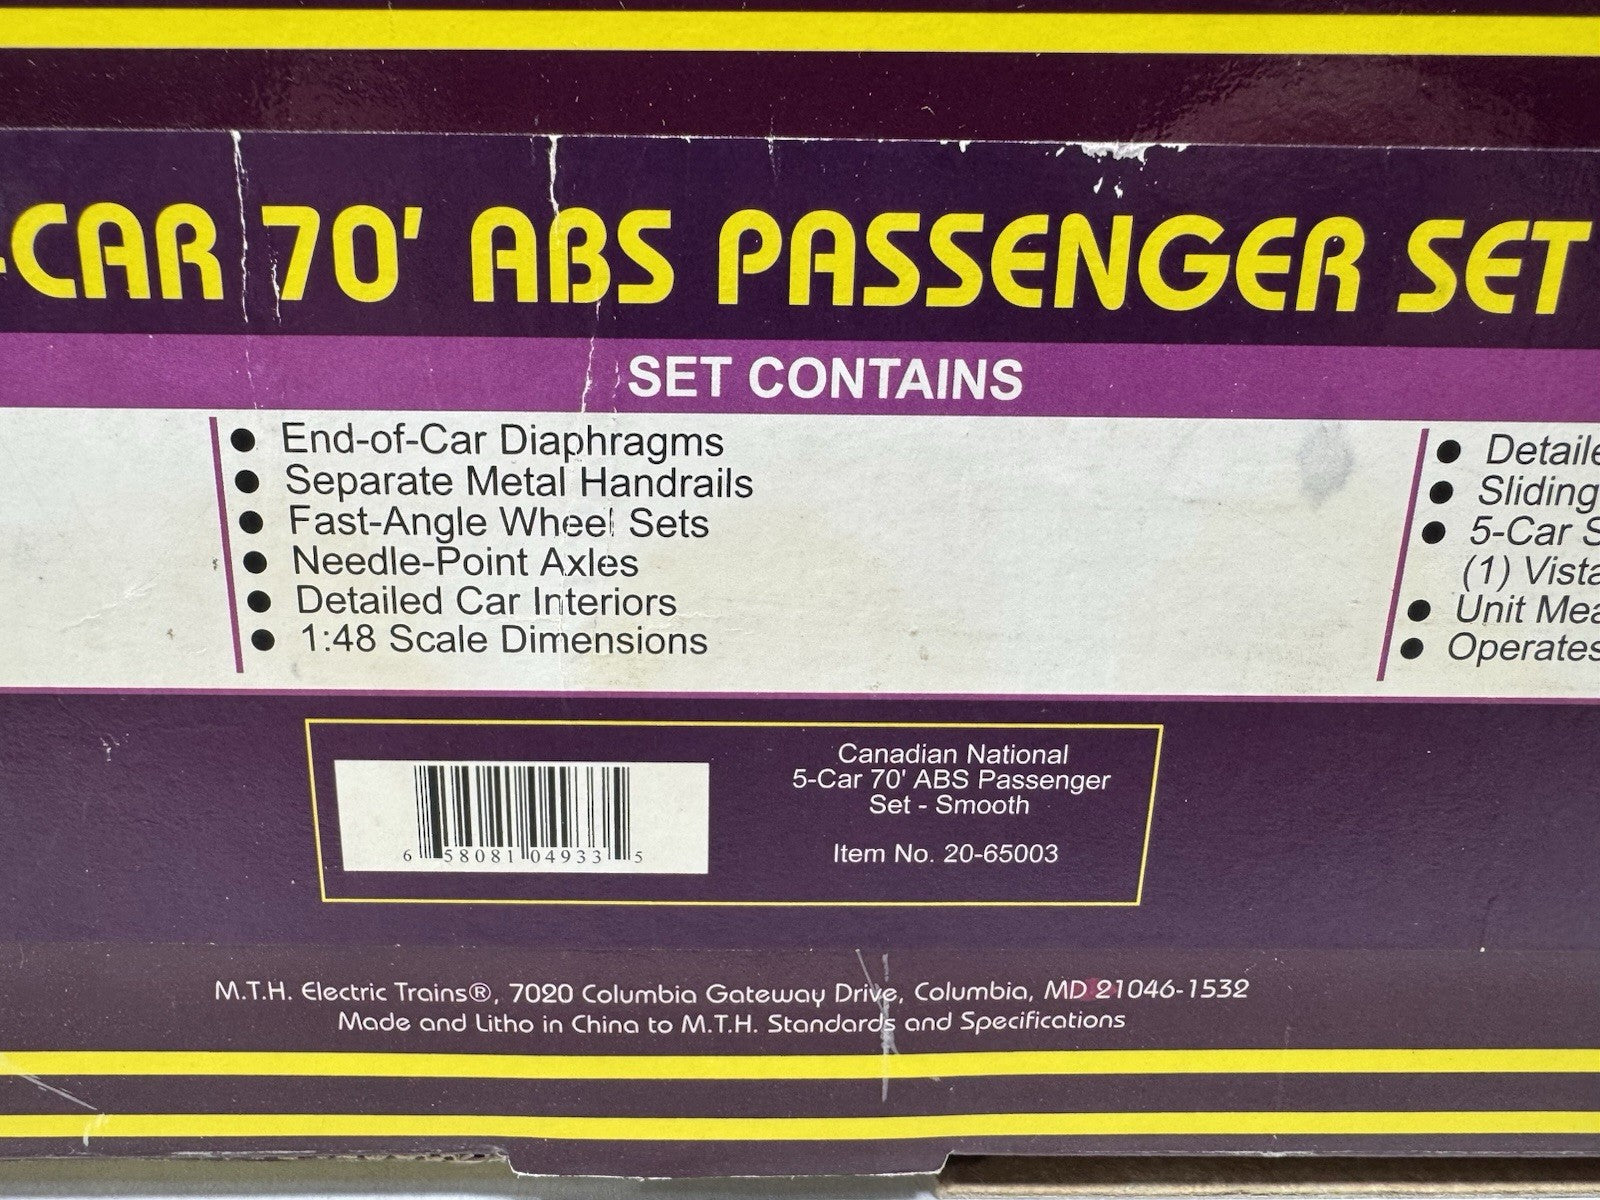 -CAR 70' ABS PASSENGER SET
SET CONTAINS
● End-of-Car Diaphragms
● Separate Metal Handrails
● Fast-Angle Wheel Sets
● Needle-Point Axles
● Detailed Car Interiors
● 1:48 Scale Dimensions
● Detaile
● Sliding
● 5-Car S
(1) Vista
● Unit Mea
● Operates
6 58081 04933 5
Canadian National
5-Car 70' ABS Passenger
Set - Smooth
Item No. 20-65003
M.T.H. Electric Trains®, 7020 Columbia Gateway Drive, Columbia, MD 21046-1532
Made and Litho in China to M.T.H. Standards and Specifications